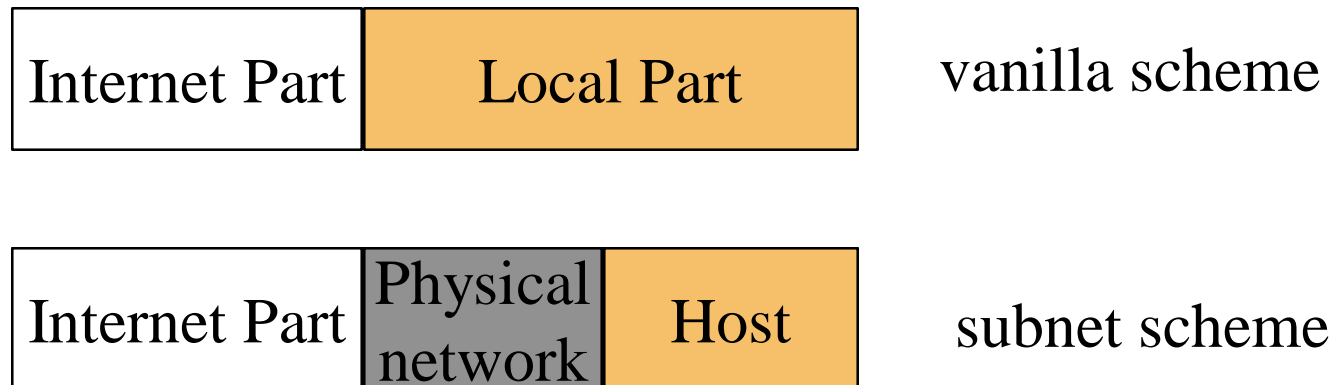 Internet Part Local Part vanilla scheme
Internet Part Physical network Host subnet scheme